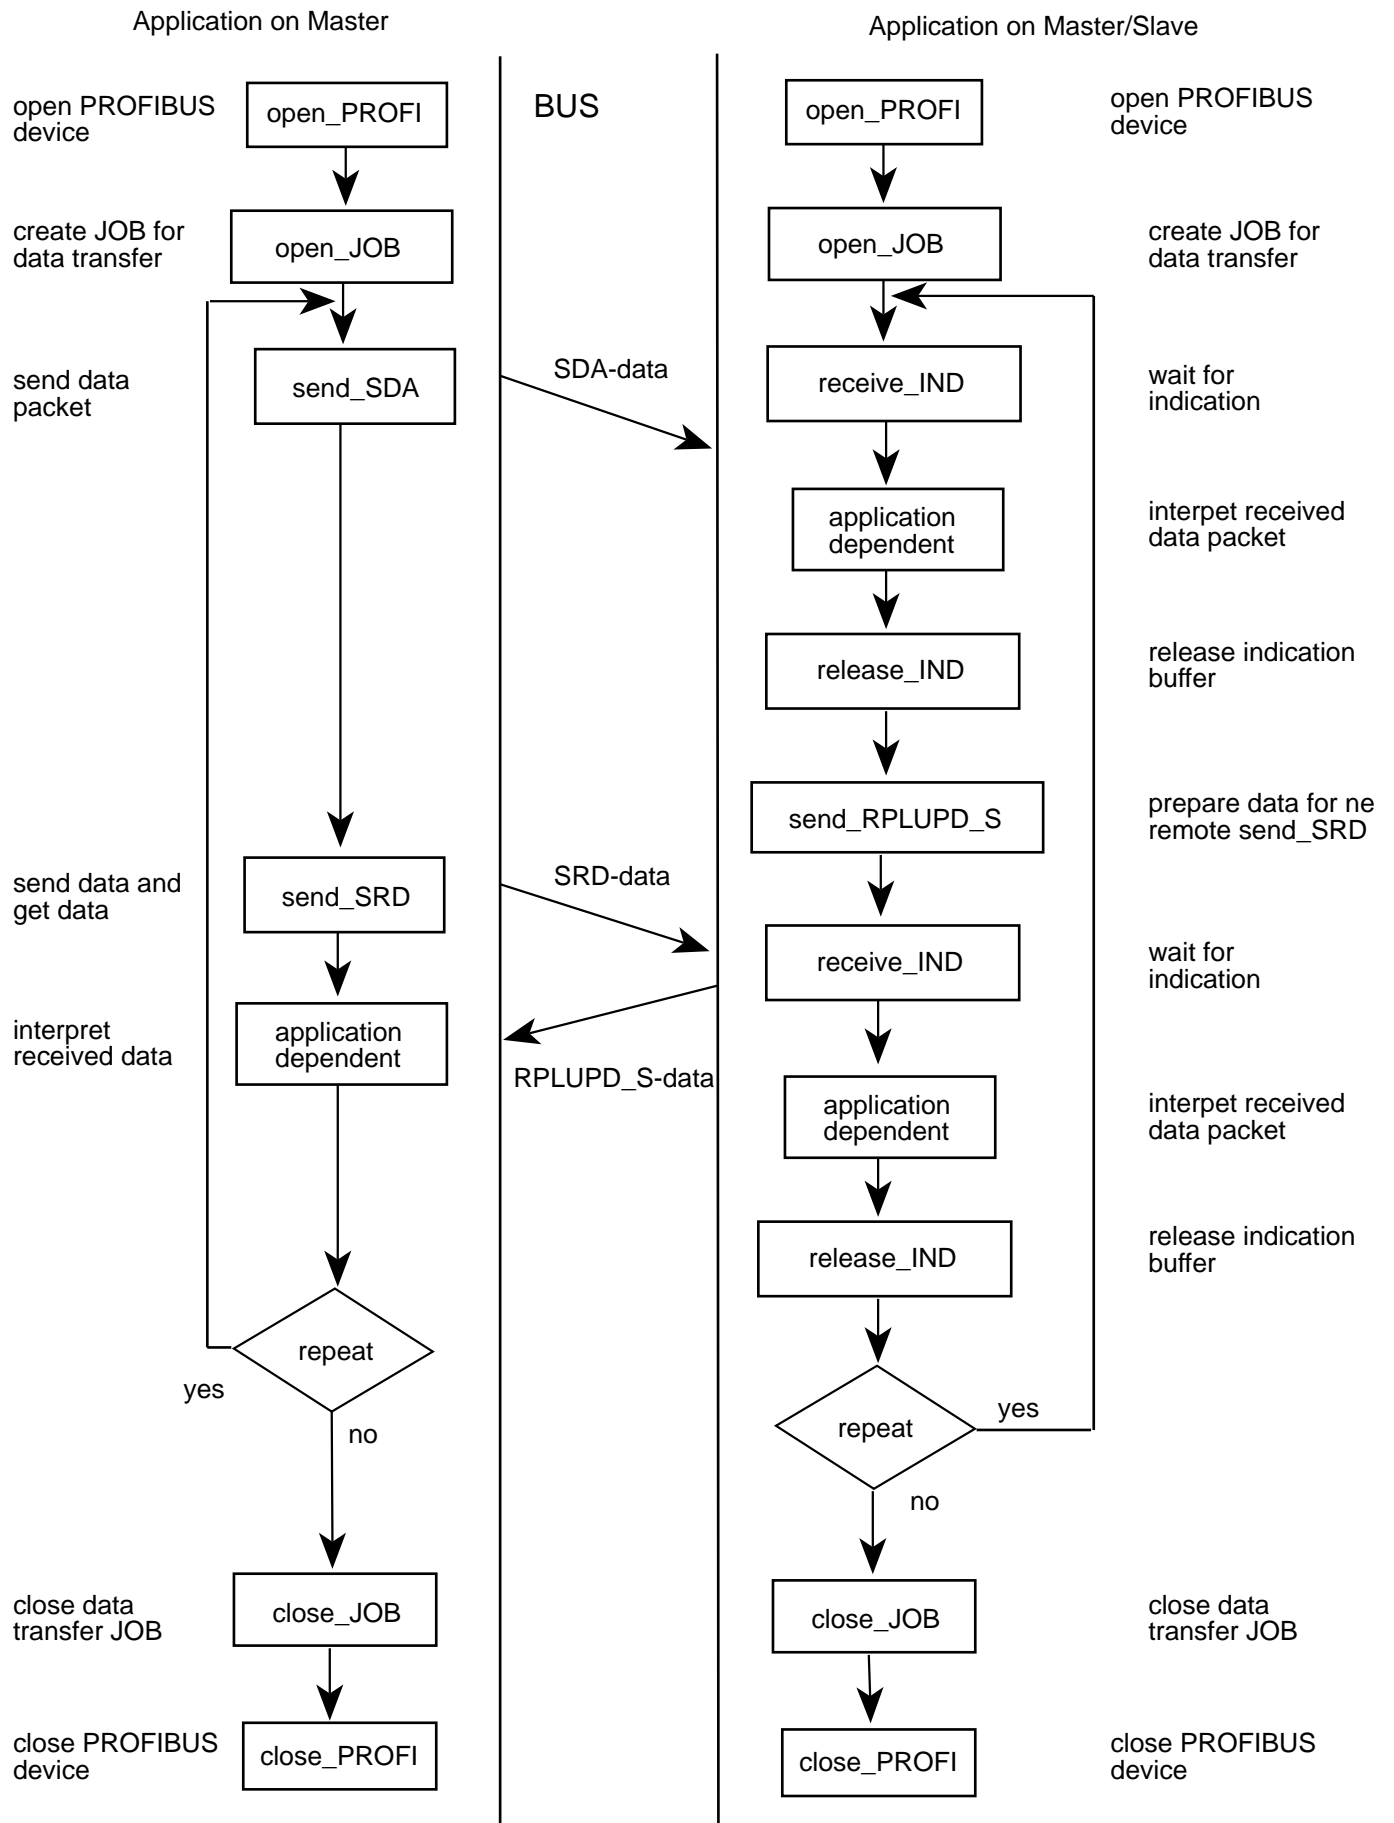 Application on Master
Application on Master/Slave
open PROFIBUS
device
open_PROFI
BUS
open_PROFI
open PROFIBUS
device
create JOB for
data transfer
open_JOB
open_JOB
create JOB for
data transfer
send data
packet
send_SDA
SDA-data
receive_IND
wait for
indication
application
dependent
interpet received
data packet
release_IND
release indication
buffer
send_RPLUPD_S
prepare data for ne
remote send_SRD
send data and
get data
send_SRD
SRD-data
receive_IND
wait for
indication
interpret
received data
application
dependent
RPLUPD_S-data
application
dependent
interpet received
data packet
release_IND
release indication
buffer
repeat
yes
no
repeat
yes
no
close data
transfer JOB
close_JOB
close_JOB
close data
transfer JOB
close PROFIBUS
device
close_PROFI
close_PROFI
close PROFIBUS
device